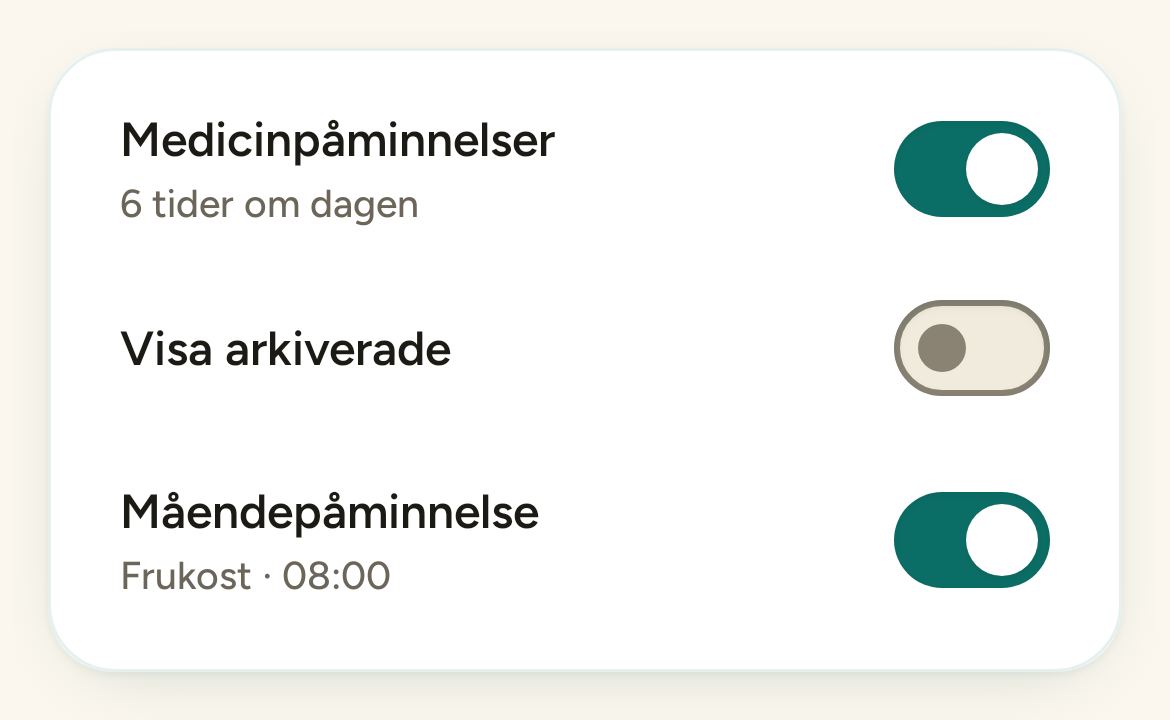 Medicinpåminnelser
6 tider om dagen
Visa arkiverade
Måendepåminnelse
Frukost · 08:00